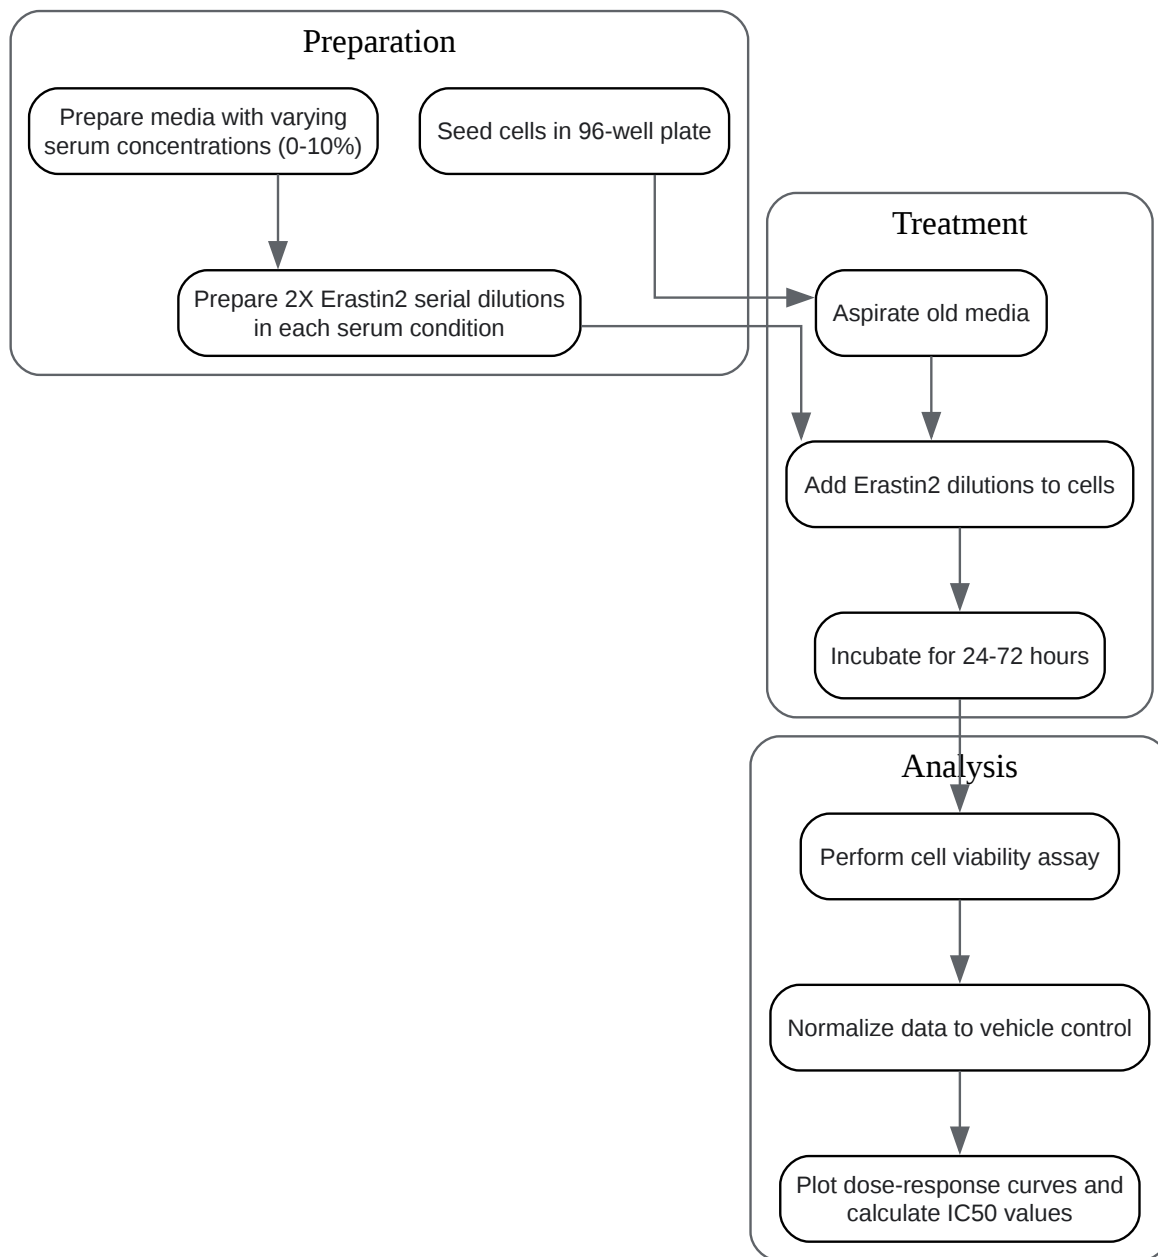 Preparation
Prepare media with varying
serum concentrations (0-10%)
Seed cells in 96-well plate
Prepare 2X Erastin2 serial dilutions
in each serum condition
Treatment
Aspirate old media
Add Erastin2 dilutions to cells
Incubate for 24-72 hours
Analysis
Perform cell viability assay
Normalize data to vehicle control
Plot dose-response curves and
calculate IC50 values